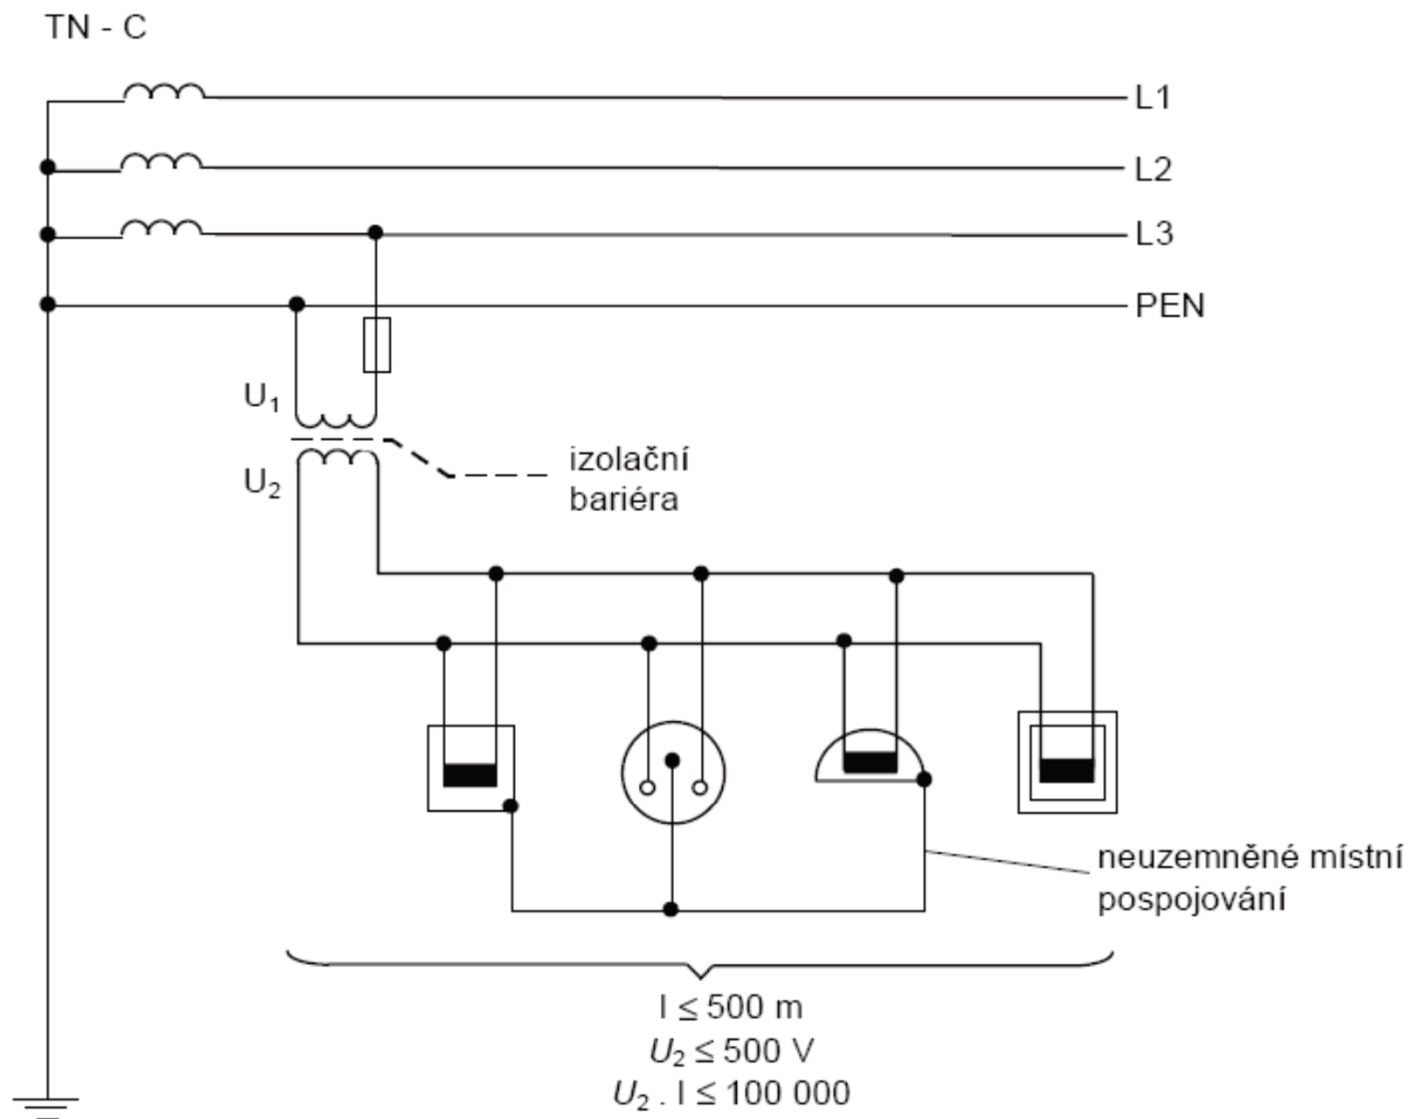 TN - C
L1
L2
L3
PEN
U₁
U₂
izolační
bariéra
neuzemněné místní
pospojování
l ≤ 500 m
U₂ ≤ 500 V
U₂ . l ≤ 100 000